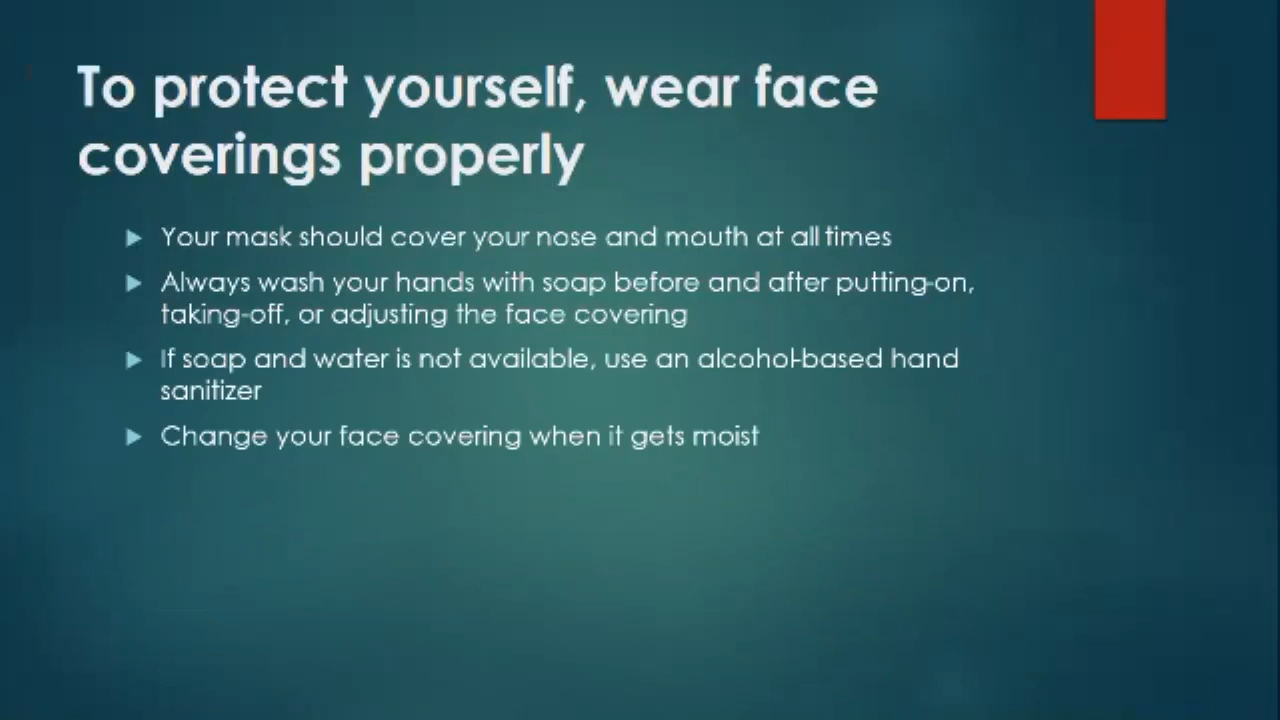 To protect yourself, wear face
coverings properly
Your mask should cover your nose and mouth at all times
Always wash your hands with soap before and after putting-on,
taking-off, or adjusting the face covering
If soap and water is not available, use an alcohol-based hand
sanitizer
Change your face covering when it gets moist